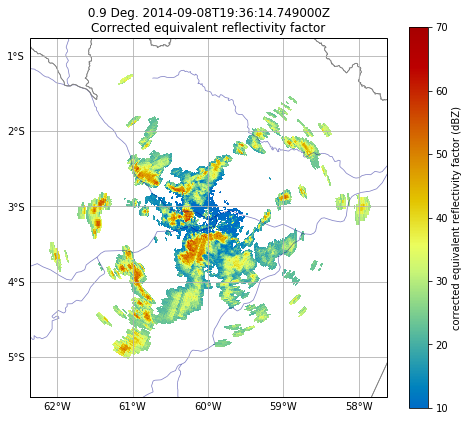 0.9 Deg. 2014-09-08T19:36:14.749000Z
Corrected equivalent reflectivity factor
1°S
2°S
3°S
4°S
5°S
62°W
61°W
60°W
59°W
58°W
70
60
50
40
30
20
10
corrected equivalent reflectivity factor (dBZ)